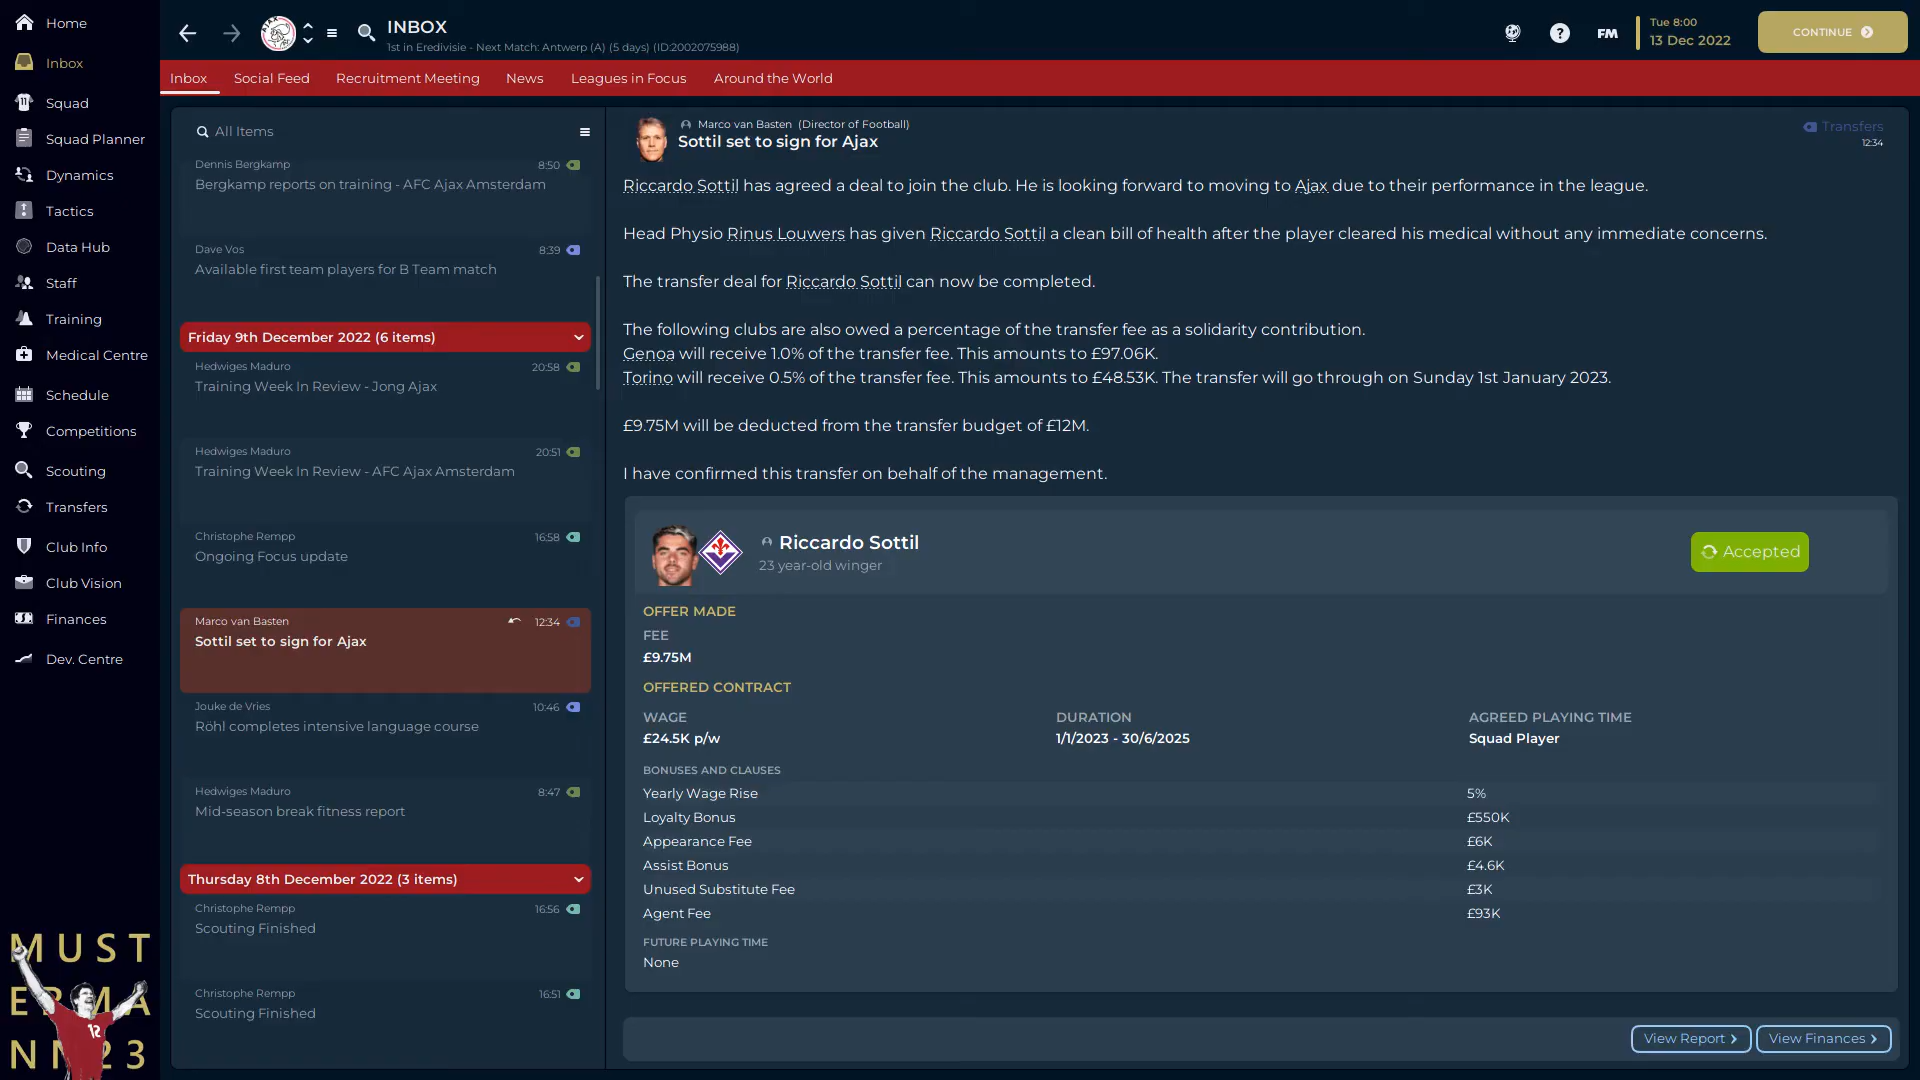 Home
Inbox
Squad
Squad Planner
Dynamics
Tactics
Data Hub
Staff
Training
Medical Centre
Schedule
Competitions
Scouting
Transfers
Club Info
Club Vision
Finances
Dev. Centre
MUST
ERMA
NN23
12
AJAX
INBOX
1st in Eredivisie - Next Match: Antwerp (A) (5 days) (ID:2002075988)
?
FM
Tue 8:00
13 Dec 2022
CONTINUE
Inbox Social Feed Recruitment Meeting News Leagues in Focus Around the World
All Items
Dennis Bergkamp 8:50
Bergkamp reports on training - AFC Ajax Amsterdam
Dave Vos 8:39
Available first team players for B Team match
Friday 9th December 2022 (6 items)
Hedwiges Maduro 20:58
Training Week In Review - Jong Ajax
Hedwiges Maduro 20:51
Training Week In Review - AFC Ajax Amsterdam
Christophe Rempp 16:58
Ongoing Focus update
Marco van Basten 12:34
Sottil set to sign for Ajax
Jouke de Vries 10:46
Röhl completes intensive language course
Hedwiges Maduro 8:47
Mid-season break fitness report
Thursday 8th December 2022 (3 items)
Christophe Rempp 16:56
Scouting Finished
Christophe Rempp 16:51
Scouting Finished
Marco van Basten (Director of Football)
Sottil set to sign for Ajax
Transfers
12:34
Riccardo Sottil has agreed a deal to join the club. He is looking forward to moving to Ajax due to their performance in the league.
Head Physio Rinus Louwers has given Riccardo Sottil a clean bill of health after the player cleared his medical without any immediate concerns.
The transfer deal for Riccardo Sottil can now be completed.
The following clubs are also owed a percentage of the transfer fee as a solidarity contribution.
Genoa will receive 1.0% of the transfer fee. This amounts to £97.06K.
Torino will receive 0.5% of the transfer fee. This amounts to £48.53K. The transfer will go through on Sunday 1st January 2023.
£9.75M will be deducted from the transfer budget of £12M.
I have confirmed this transfer on behalf of the management.
Riccardo Sottil
23 year-old winger
Accepted
OFFER MADE
FEE
£9.75M
OFFERED CONTRACT
WAGE DURATION AGREED PLAYING TIME
£24.5K p/w 1/1/2023 - 30/6/2025 Squad Player
BONUSES AND CLAUSES
Yearly Wage Rise 5%
Loyalty Bonus £550K
Appearance Fee £6K
Assist Bonus £4.6K
Unused Substitute Fee £3K
Agent Fee £93K
FUTURE PLAYING TIME
None
View Report View Finances